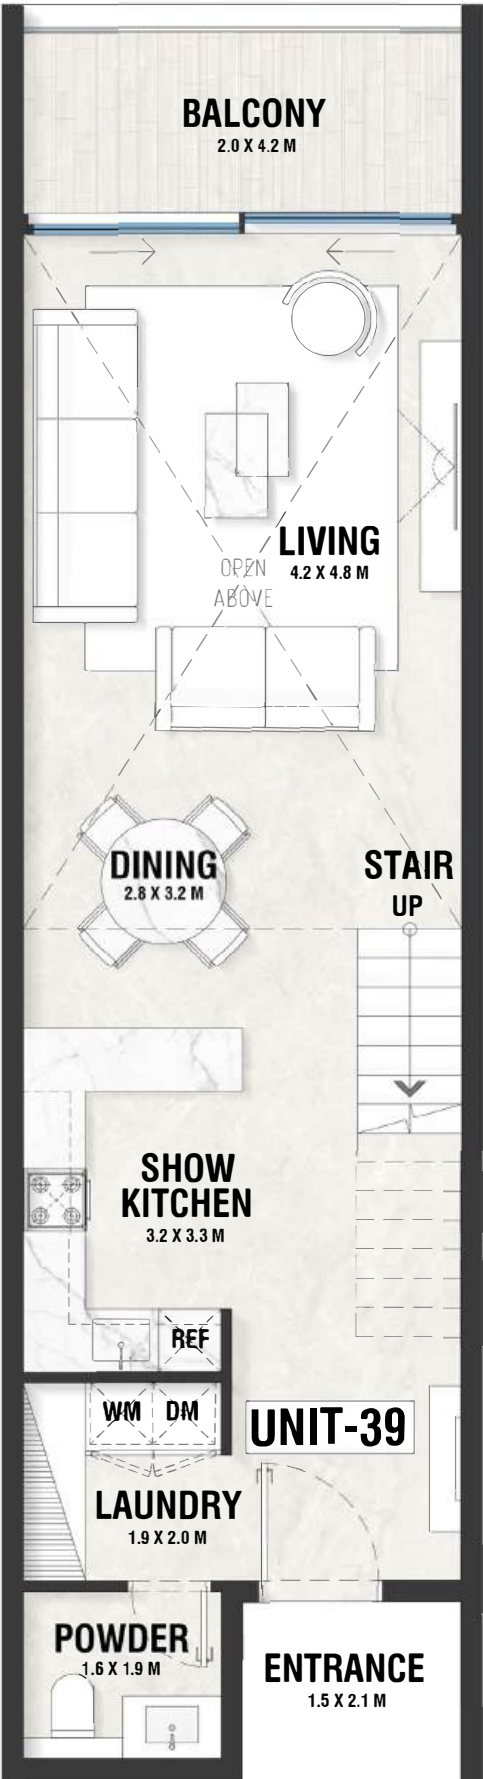 BALCONY
2.0 X 4.2 M
LIVING
4.2 X 4.8 M
OPEN
ABOVE
DINING
2.8 X 3.2 M
STAIR
UP
SHOW
KITCHEN
3.2 X 3.3 M
REF
WM
DM
UNIT-39
LAUNDRY
1.9 X 2.0 M
POWDER
1.6 X 1.9 M
ENTRANCE
1.5 X 2.1 M